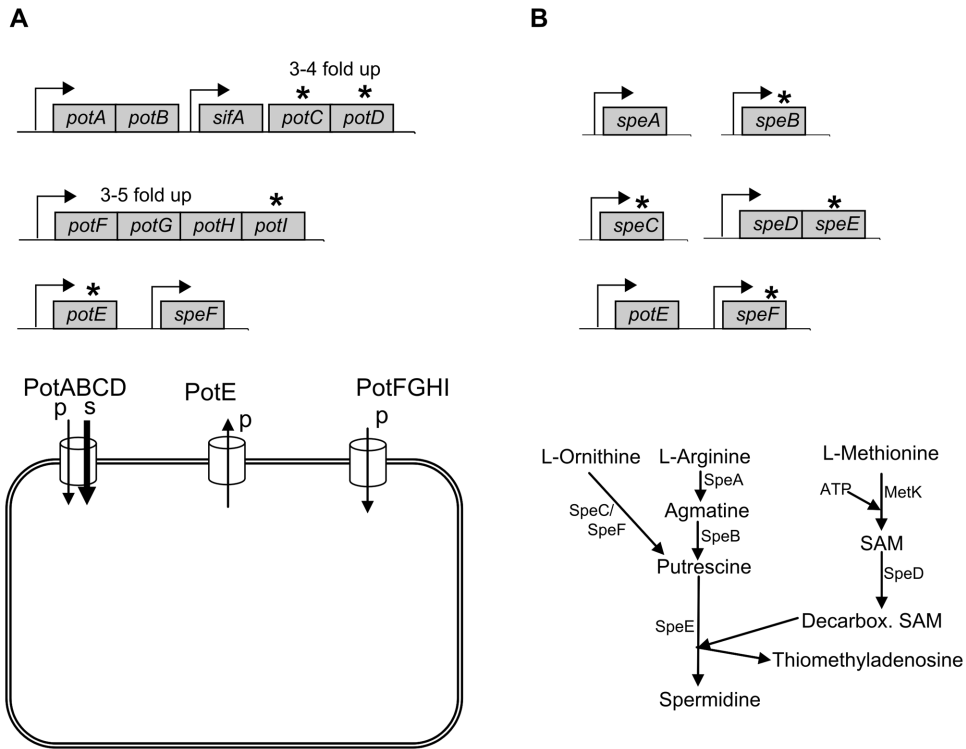 A
3-4 fold up
* *
potA potB sifA potC potD
3-5 fold up
*
potF potG potH potI
*
potE speF
PotABCD PotE PotFGHI
p s p p
B
*
speA speB
* *
speC speD speE
*
potE speF
L-Ornithine L-Arginine L-Methionine
SpeA
ATP MetK
Agmatine
SpeC/
SpeF
SpeB
SAM
Putrescine
SpeD
SpeE
Decarbox. SAM
Thiomethyladenosine
Spermidine